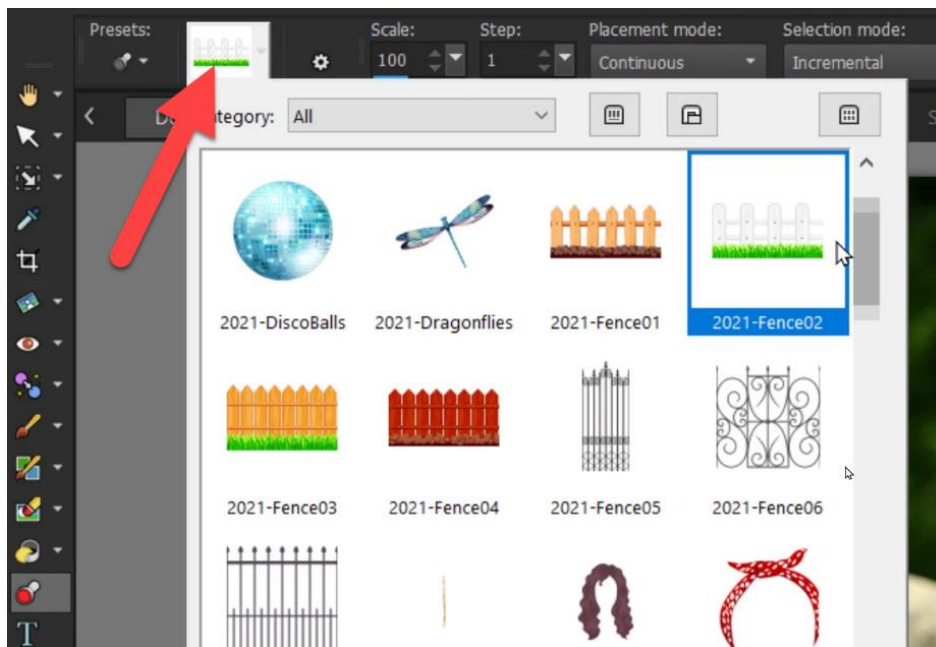 Presets: Scale: Step: Placement mode: Selection mode:
100 1 Continuous Incremental
ategory: All
2021-DiscoBalls 2021-Dragonflies 2021-Fence01 2021-Fence02
2021-Fence03 2021-Fence04 2021-Fence05 2021-Fence06
T